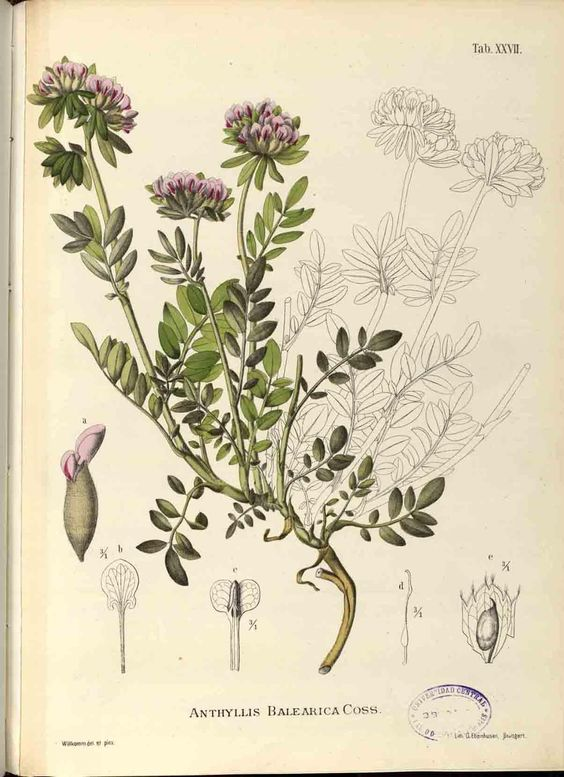 Tab. XXVII.
a
3/1
b
c
3/1
d
3/1
e
3/1
ANTHYLLIS BALEARICA COSS.
UNIVERSIDAD CENTRAL
Willkomm del. et pinx.
Lith. G. Ebenhusen, Stuttgart.